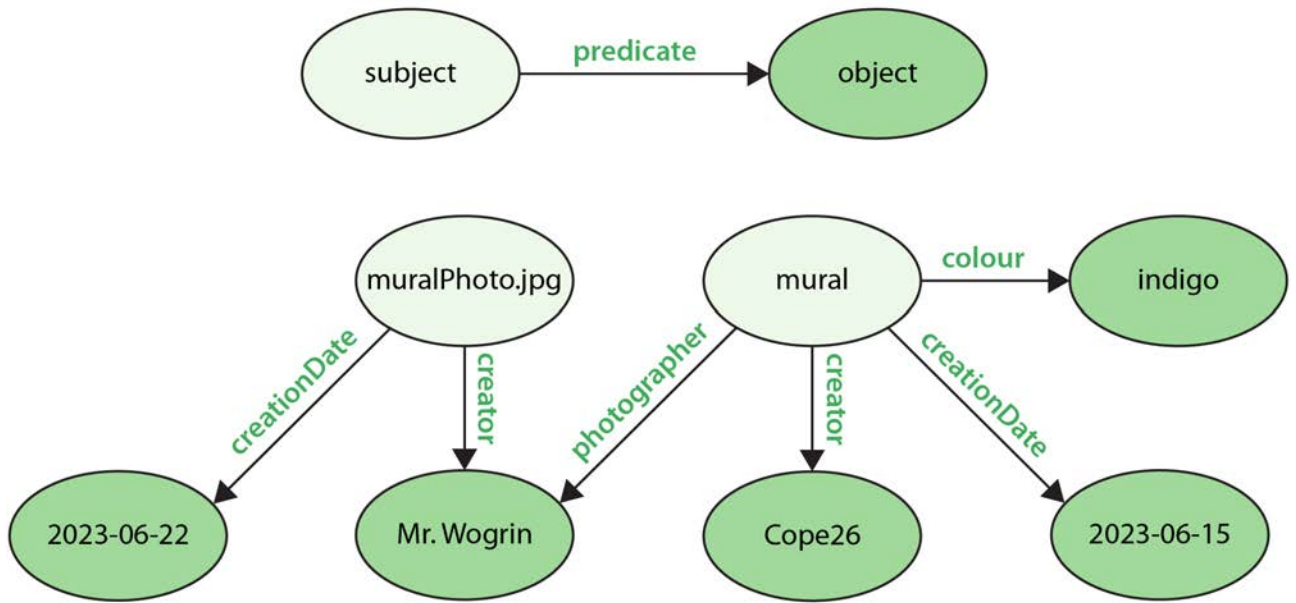 subject
predicate
object
muralPhoto.jpg
mural
colour
indigo
creationDate
creator
photographer
creator
creationDate
2023-06-22
Mr. Wogrin
Cope26
2023-06-15